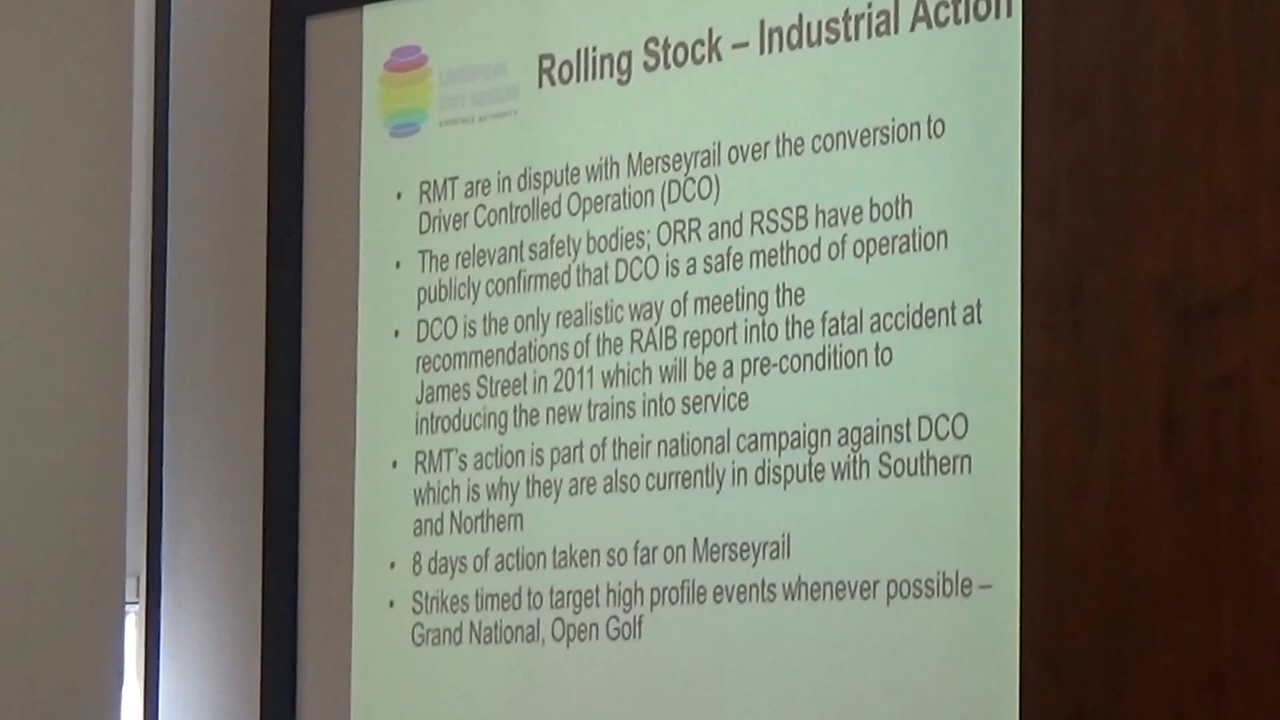 Rolling Stock – Industrial Action
COMBINED AUTHORITY
• RMT are in dispute with Merseyrail over the conversion to
Driver Controlled Operation (DCO)
• The relevant safety bodies; ORR and RSSB have both
publicly confirmed that DCO is a safe method of operation
• DCO is the only realistic way of meeting the
recommendations of the RAIB report into the fatal accident at
James Street in 2011 which will be a pre-condition to
introducing the new trains into service
• RMT's action is part of their national campaign against DCO
which is why they are also currently in dispute with Southern
and Northern
• 8 days of action taken so far on Merseyrail
• Strikes timed to target high profile events whenever possible –
Grand National, Open Golf